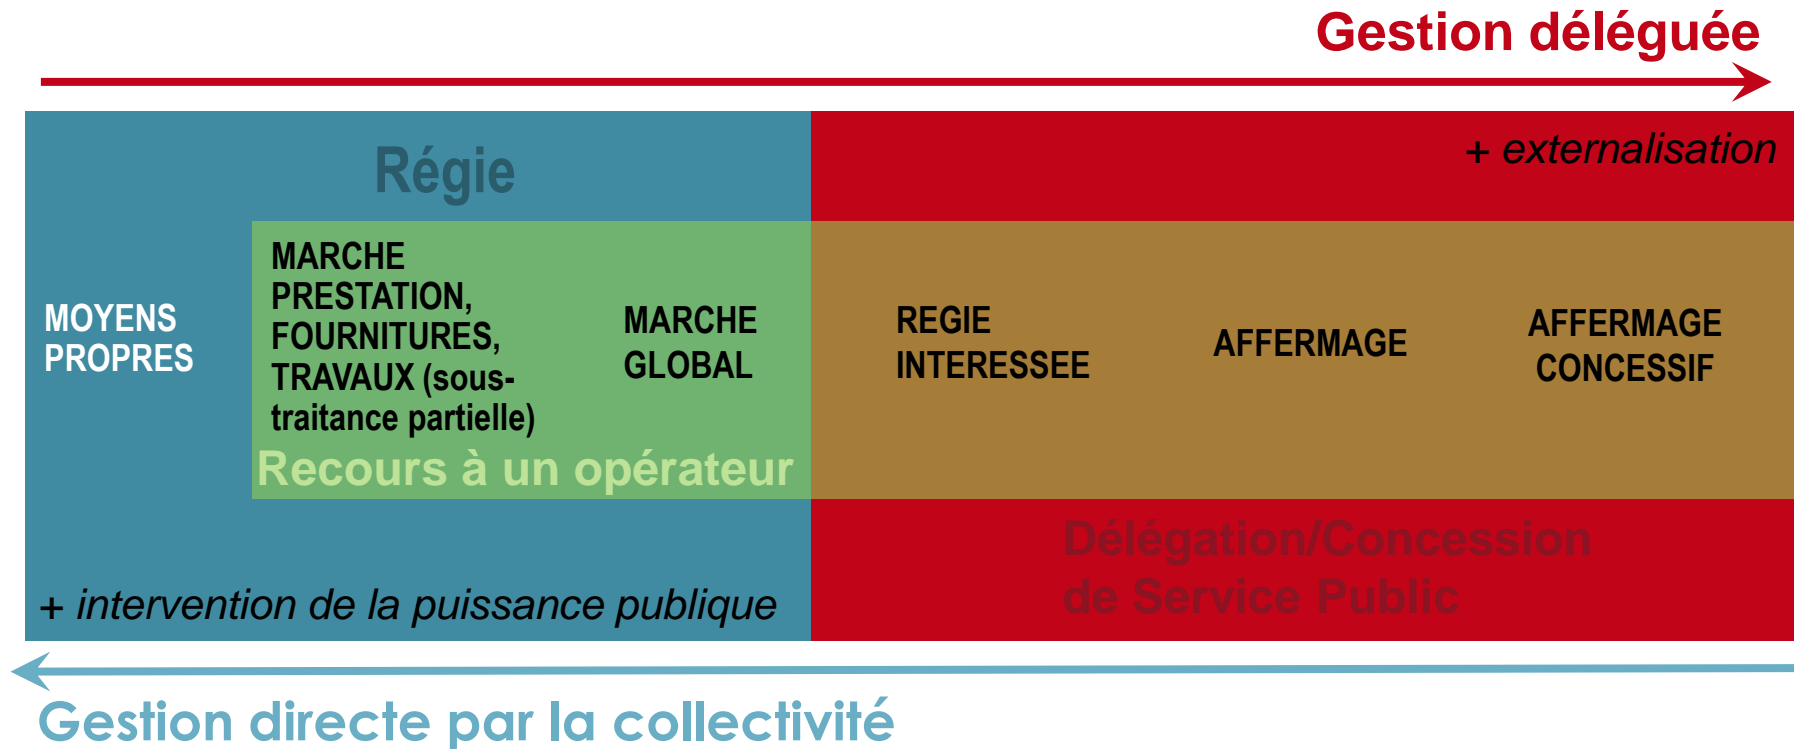 Gestion déléguée
+ externalisation
Régie
MOYENS
PROPRES
MARCHE
PRESTATION,
FOURNITURES,
TRAVAUX (sous-
traitance partielle)
MARCHE
GLOBAL
REGIE
INTERESSEE
AFFERMAGE
AFFERMAGE
CONCESSIF
Recours à un opérateur
Délégation/Concession
de Service Public
+ intervention de la puissance publique
Gestion directe par la collectivité